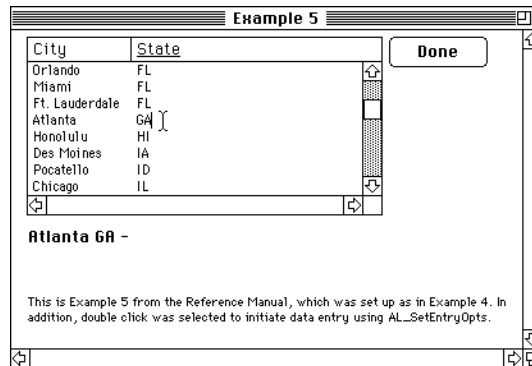 Example 5
City State
Done
Orlando FL
Miami FL
Ft. Lauderdale FL
Atlanta GA
Honolulu HI
Des Moines IA
Pocatello ID
Chicago IL
Atlanta GA -
This is Example 5 from the Reference Manual, which was set up as in Example 4. In
addition, double click was selected to initiate data entry using AL_SetEntryOpts.